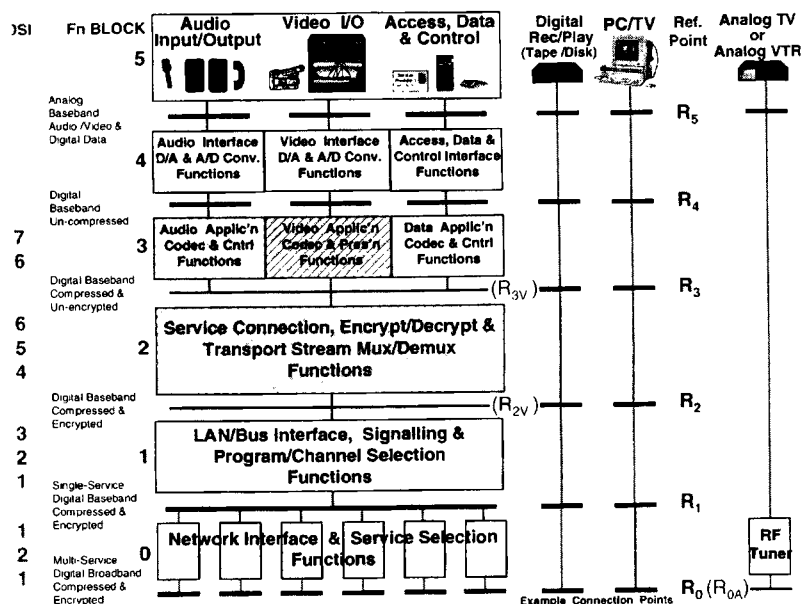 OSI Fn BLOCK
Audio
Input/Output
Video I/O
Access, Data
& Control
5
Digital
Rec/Play
(Tape /Disk)
PC/TV
Ref.
Point
Analog TV
or
Analog VTR
Analog
Baseband
Audio /Video &
Digital Data
R5
4
Audio Interface
D/A & A/D Conv.
Functions
Video Interface
D/A & A/D Conv.
Functions
Access, Data &
Control Interface
Functions
Digital
Baseband
Un-compressed
R4
7
6
3
Audio Applic'n
Codec & Cntrl
Functions
Video Applic'n
Codec & Pres'n
Functions
Data Applic'n
Codec & Cntrl
Functions
Digital Baseband
Compressed &
Un-encrypted
(R3V)
R3
6
5
4
2
Service Connection, Encrypt/Decrypt &
Transport Stream Mux/Demux
Functions
Digital Baseband
Compressed &
Encrypted
(R2V)
R2
3
2
1
1
LAN/Bus Interface, Signalling &
Program/Channel Selection
Functions
Single-Service
Digital Baseband
Compressed &
Encrypted
R1
1
2
1
0
Network Interface & Service Selection
Functions
RF
Tuner
Multi-Service
Digital Broadband
Compressed &
Encrypted
Example Connection Points
R0 (R0A)